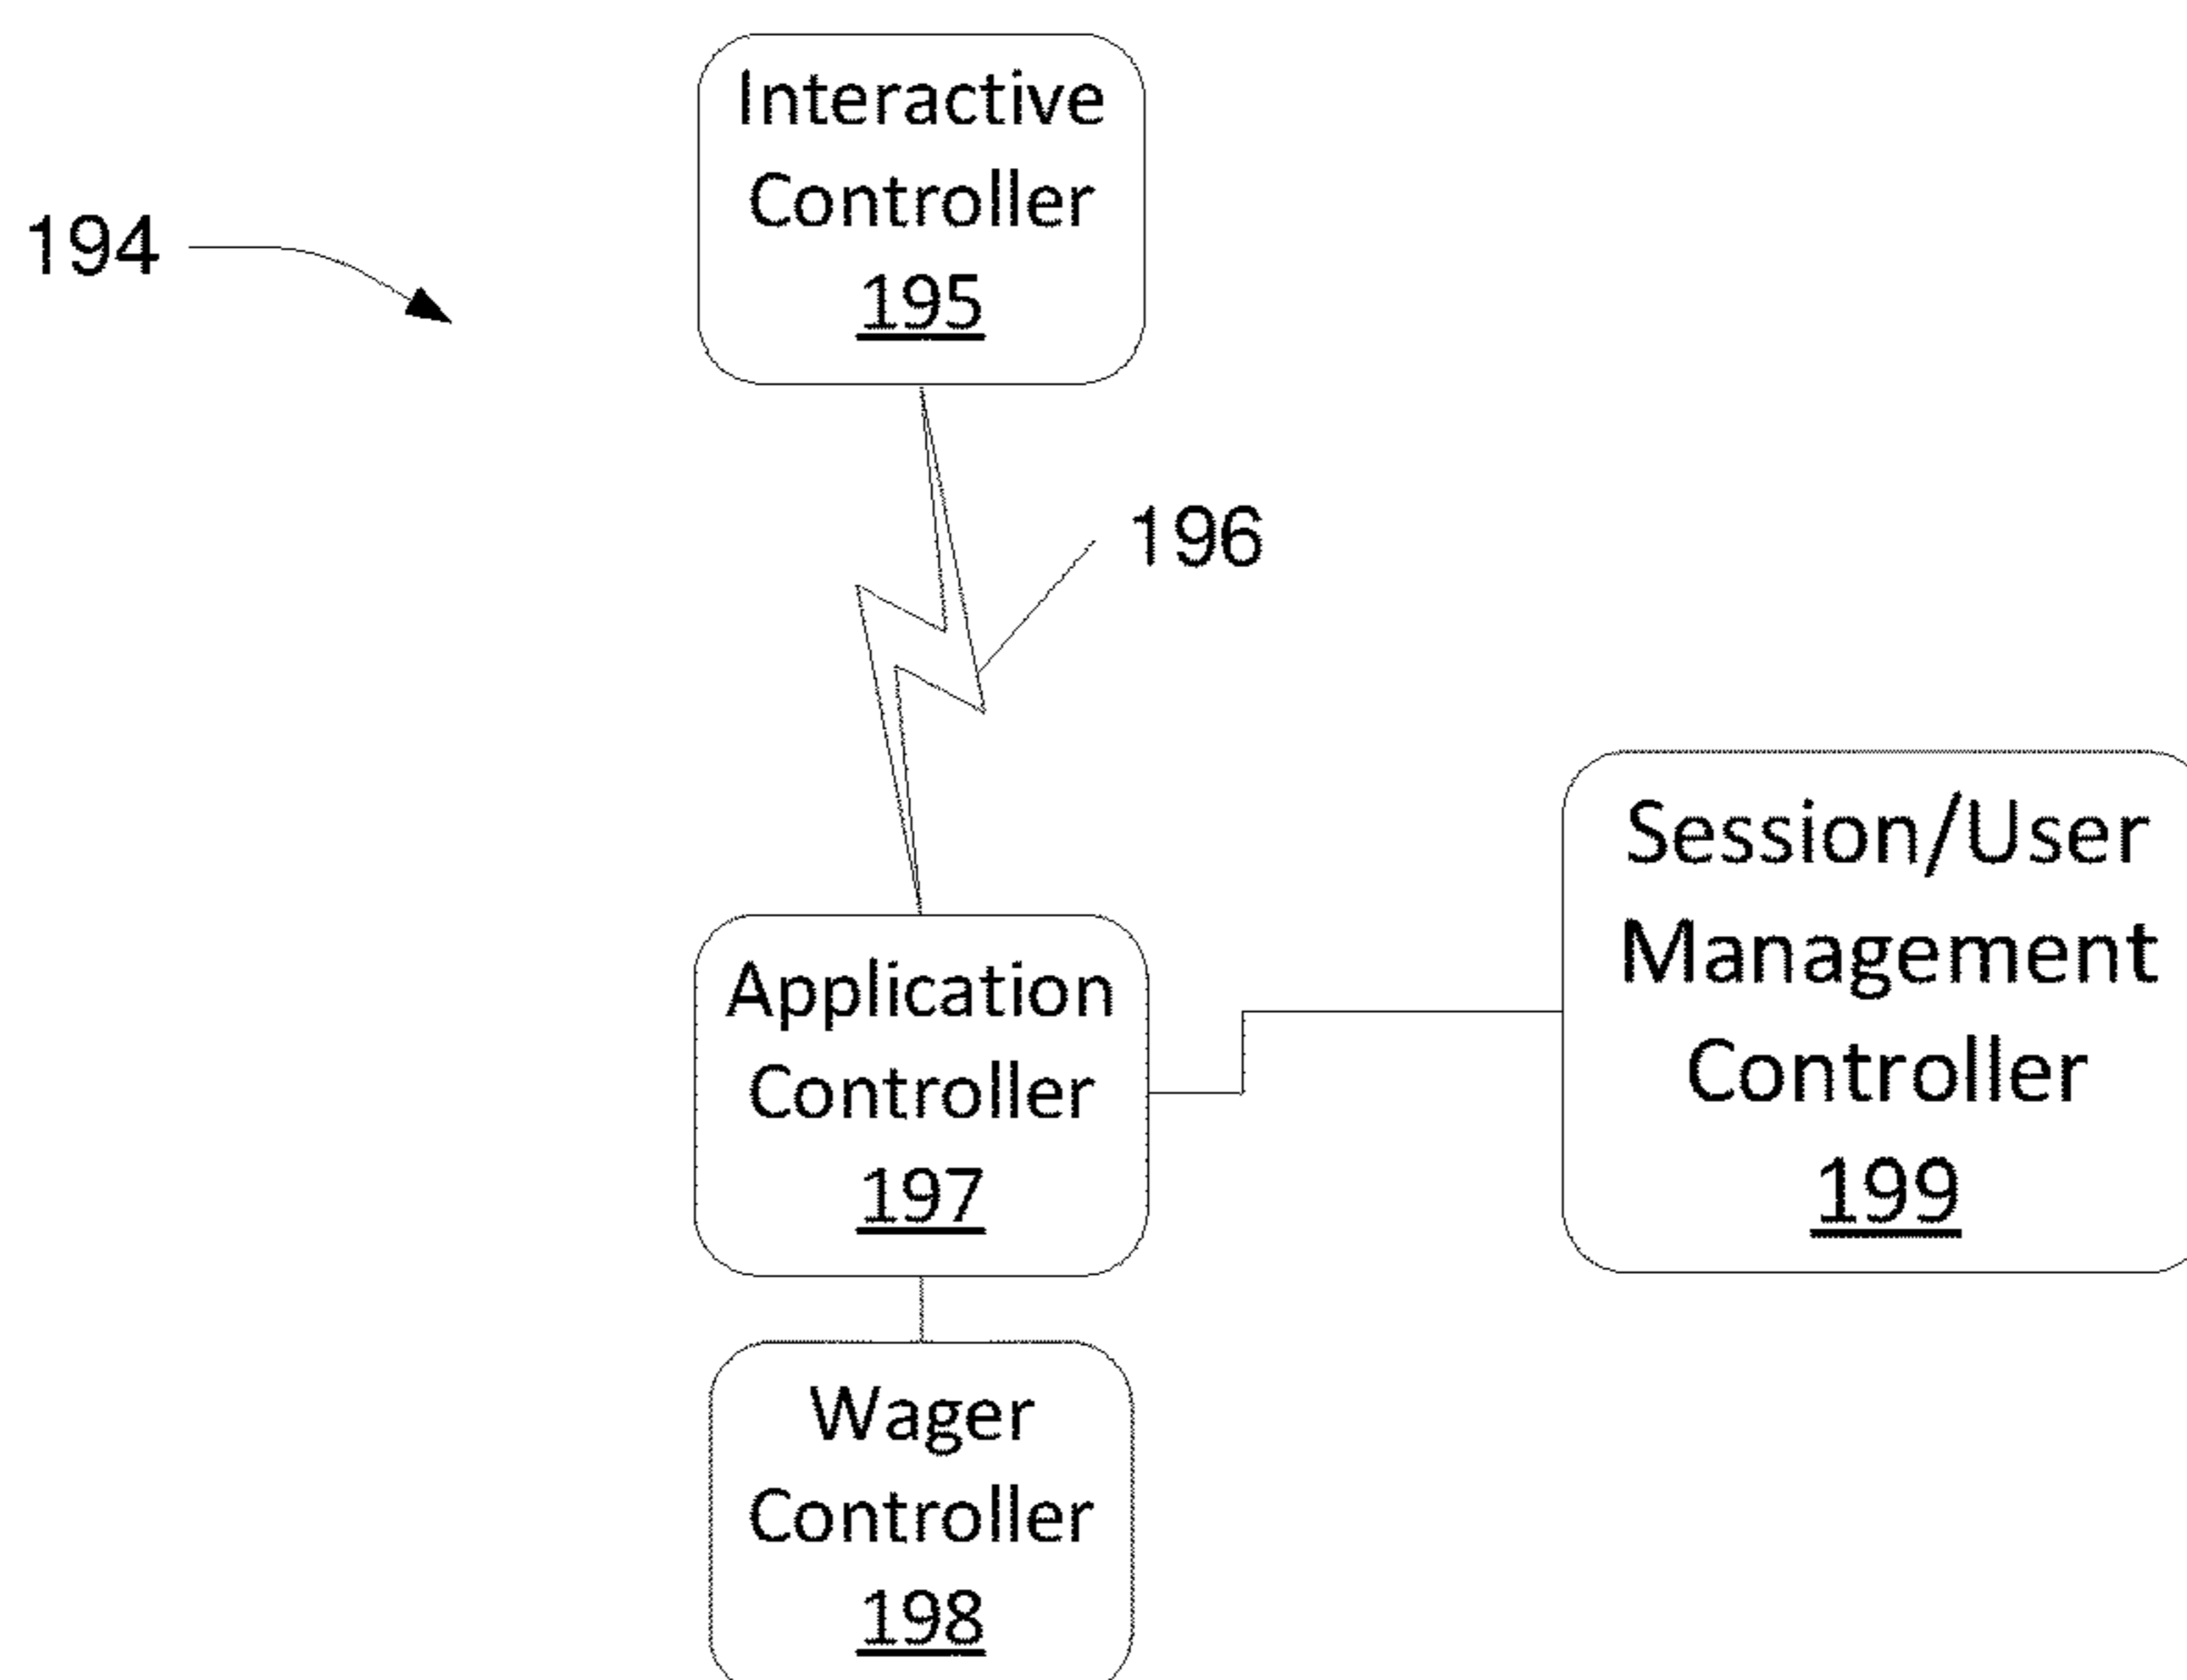 Interactive
Controller
195
194
196
Application
Controller
197
Session/User
Management
Controller
199
Wager
Controller
198